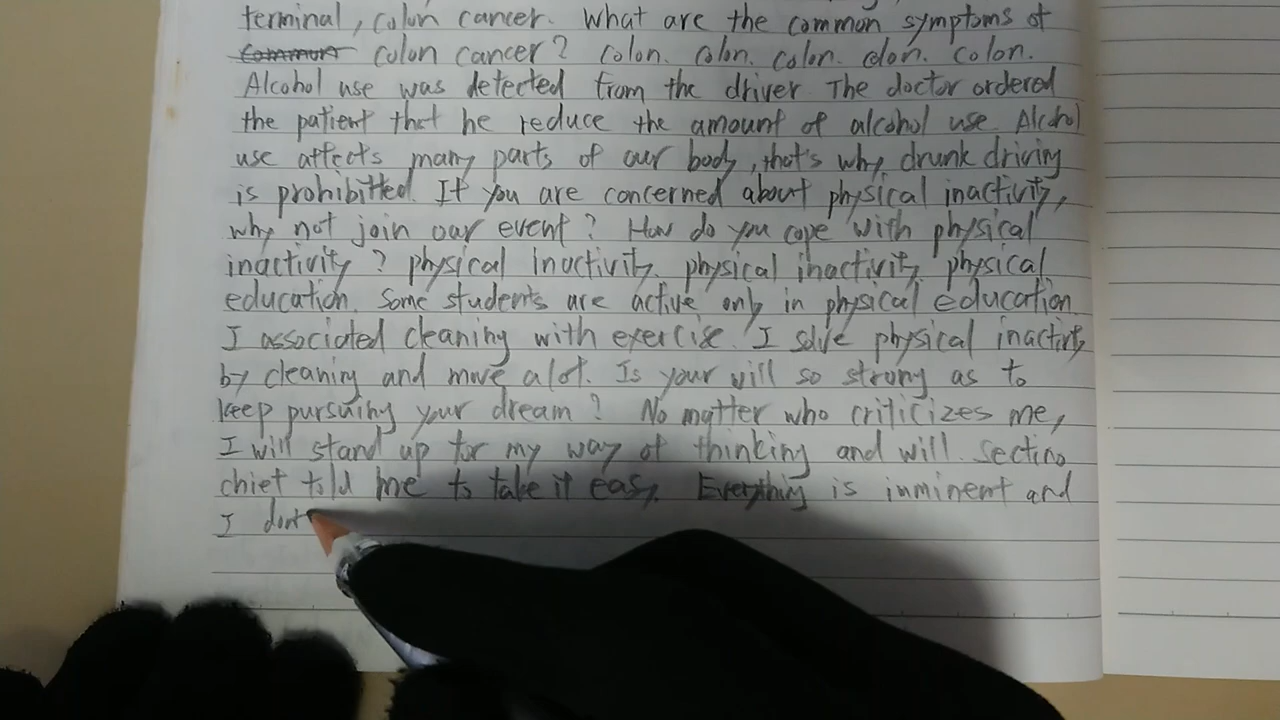 terminal, colon cancer. What are the common symptoms of
common colon cancer? colon. colon. colon. colon. colon.
Alcohol use was detected from the driver. The doctor ordered
the patient that he reduce the amount of alcohol use. Alcohol
use affects many parts of our body, that's why drunk driving
is prohibitted. If you are concerned about physical inactivity,
why not join our event? How do you cope with physical
inactivity? physical inactivity. physical inactivity physical
education. Some students are active only in physical education.
I associated cleaning with exercise. I solve physical inactivity
by cleaning and move alot. Is your will so strong as to
keep pursuing your dream? No matter who criticizes me,
I will stand up for my way of thinking and will. Section
chief told me to take it easy. Everything is imminent and
I don't